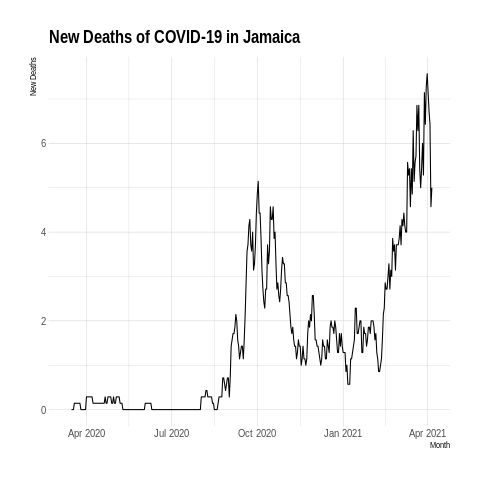 New Deaths of COVID-19 in Jamaica
New Deaths
6
4
2
0
Apr 2020 Jul 2020 Oct 2020 Jan 2021 Apr 2021
Month